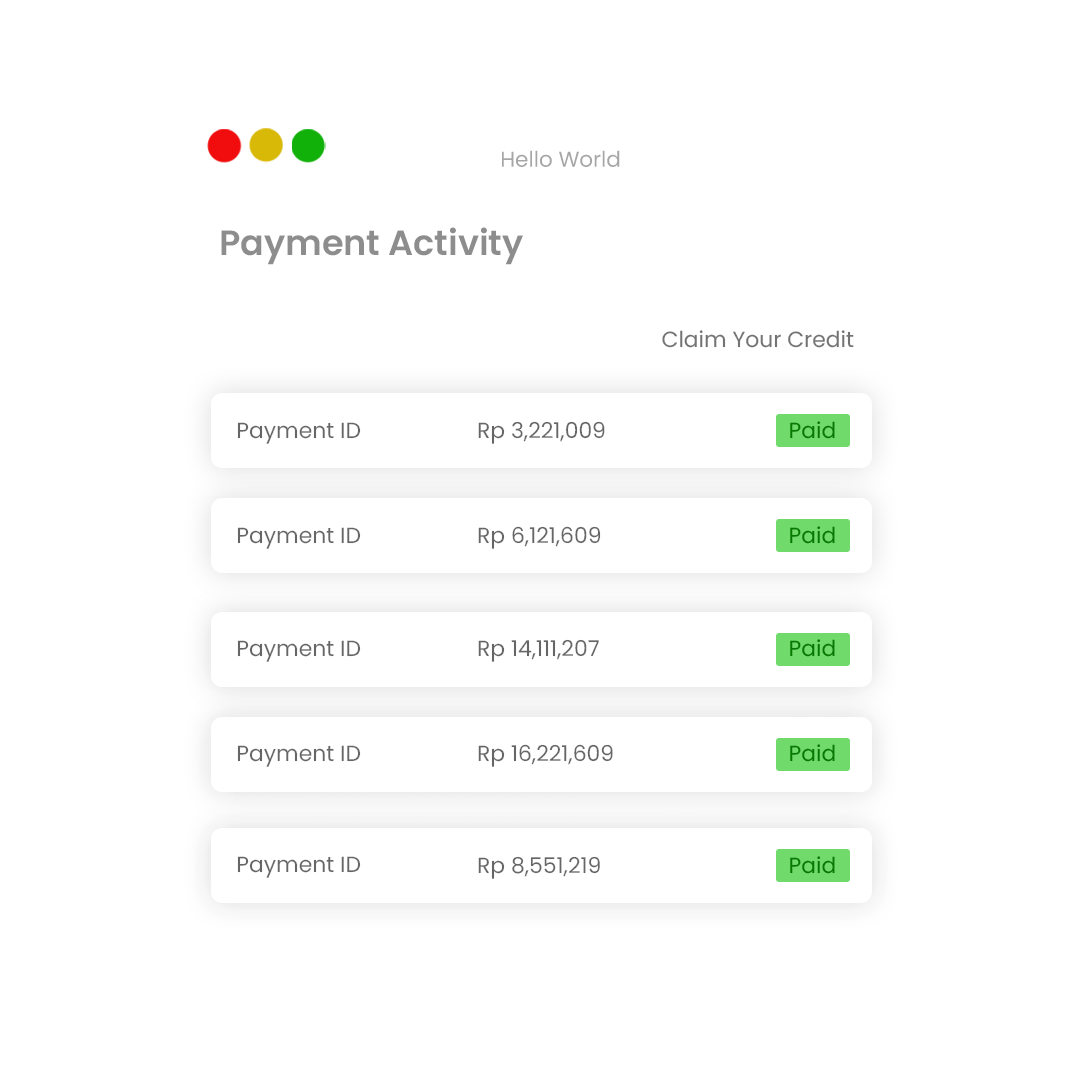 Hello World
Payment Activity
Claim Your Credit
Payment ID Rp 3,221,009 Paid
Payment ID Rp 6,121,609 Paid
Payment ID Rp 14,111,207 Paid
Payment ID Rp 16,221,609 Paid
Payment ID Rp 8,551,219 Paid